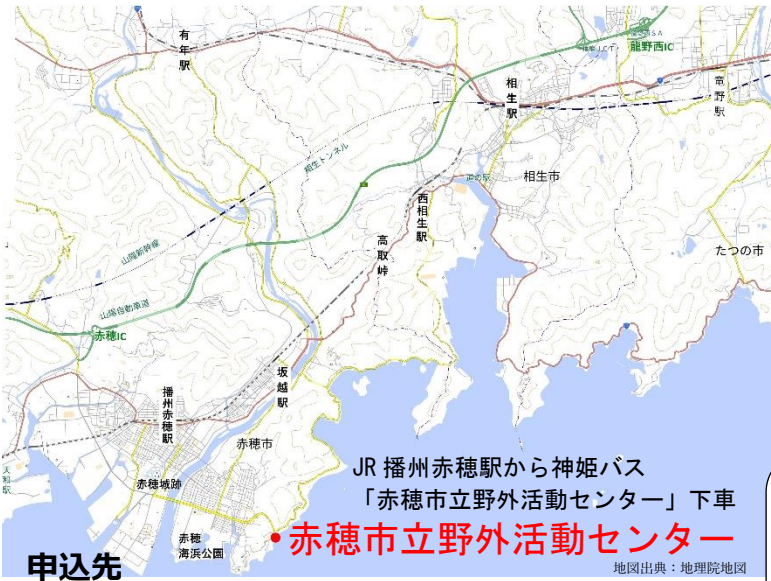 有年駅
SA
龍野西IC
相生駅
竜野駅
相生トンネル
相生市
西相生駅
高取峠
たつの市
山陽新幹線
山陽自動車道
赤穂IC
坂越駅
播州赤穂駅
赤穂市
天和駅
赤穂城跡
JR 播州赤穂駅から神姫バス
「赤穂市立野外活動センター」下車
赤穂
海浜公園
赤穂市立野外活動センター
申込先
地図出典：地理院地図